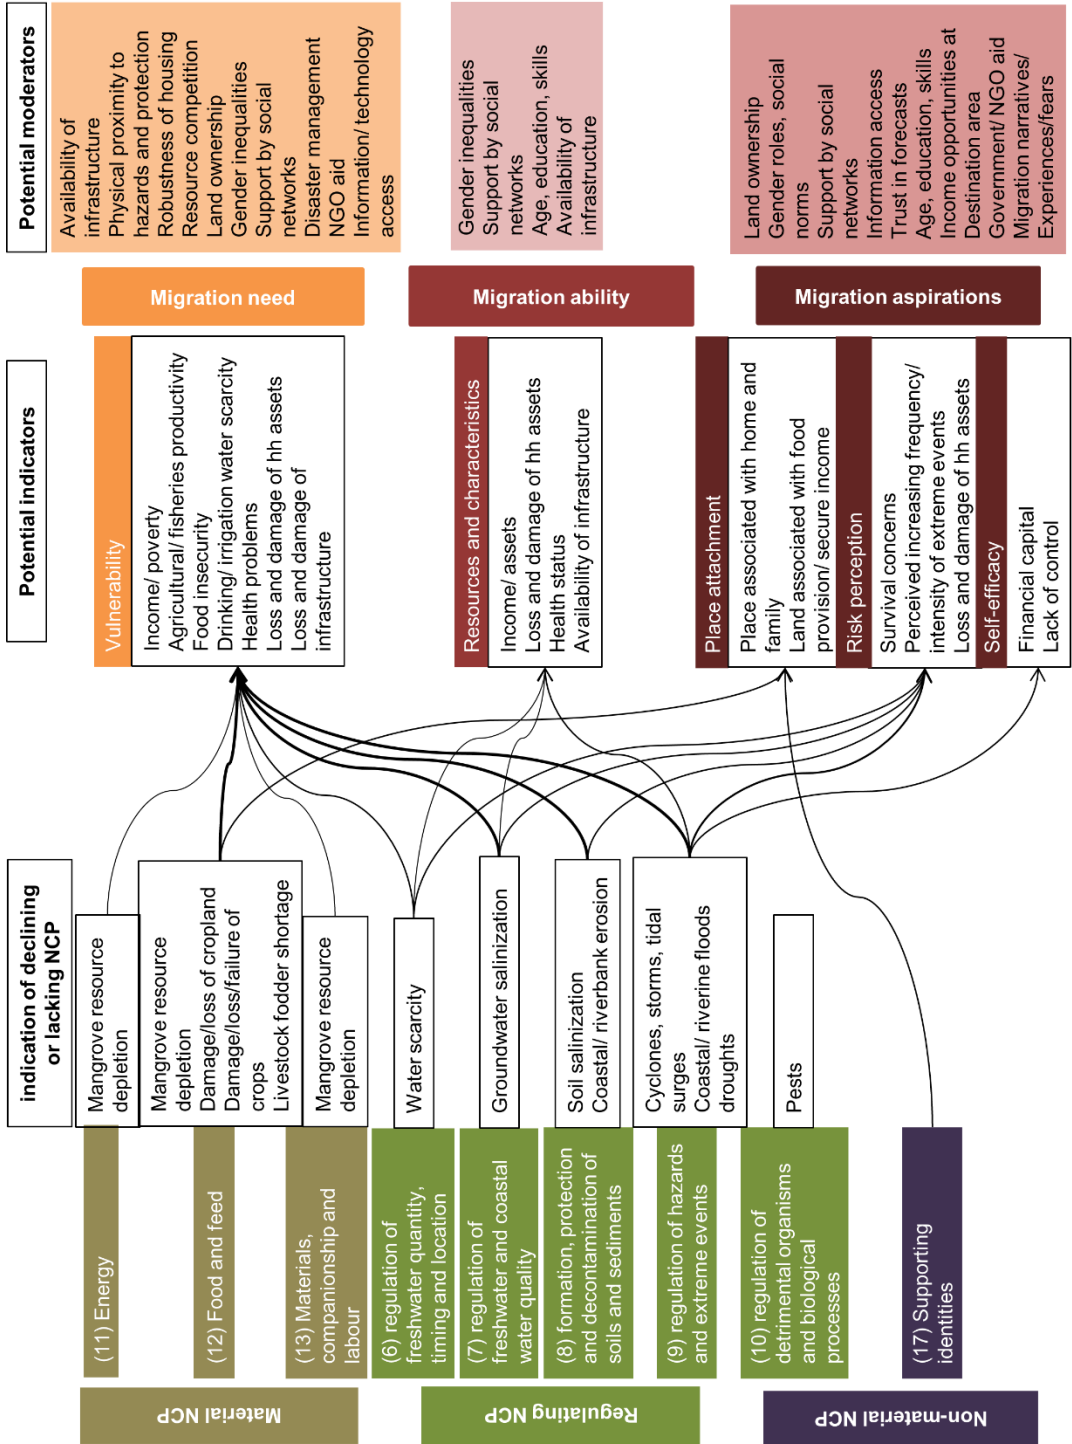 indication of declining
or lacking NCP
Potential indicators
Potential moderators
Material NCP
(11) Energy
(12) Food and feed
(13) Materials,
companionship and
labour
Regulating NCP
(6) regulation of
freshwater quantity,
timing and location
(7) regulation of
freshwater and coastal
water quality
(8) formation, protection
and decontamination of
soils and sediments
(9) regulation of hazards
and extreme events
(10) regulation of
detrimental organisms
and biological
processes
Non-material NCP
(17) Supporting
identities
Mangrove resource
depletion
Mangrove resource
depletion
Damage/loss of cropland
Damage/loss/failure of
crops
Livestock fodder shortage
Mangrove resource
depletion
Water scarcity
Groundwater salinization
Soil salinization
Coastal/ riverbank erosion
Cyclones, storms, tidal
surges
Coastal/ riverine floods
droughts
Pests
Vulnerability
Income/ poverty
Agricultural/ fisheries productivity
Food insecurity
Drinking/ irrigation water scarcity
Health problems
Loss and damage of hh assets
Loss and damage of
infrastructure
Resources and characteristics
Income/ assets
Loss and damage of hh assets
Health status
Availability of infrastructure
Place attachment
Place associated with home and
family
Land associated with food
provision/ secure income
Risk perception
Survival concerns
Perceived increasing frequency/
intensity of extreme events
Loss and damage of hh assets
Self-efficacy
Financial capital
Lack of control
Migration need
Migration ability
Migration aspirations
Availability of
infrastructure
Physical proximity to
hazards and protection
Robustness of housing
Resource competition
Land ownership
Gender inequalities
Support by social
networks
Disaster management
NGO aid
Information/ technology
access
Gender inequalities
Support by social
networks
Age, education, skills
Availability of
infrastructure
Land ownership
Gender roles, social
norms
Support by social
networks
Information access
Trust in forecasts
Age, education, skills
Income opportunities at
Destination area
Government/ NGO aid
Migration narratives/
Experiences/fears